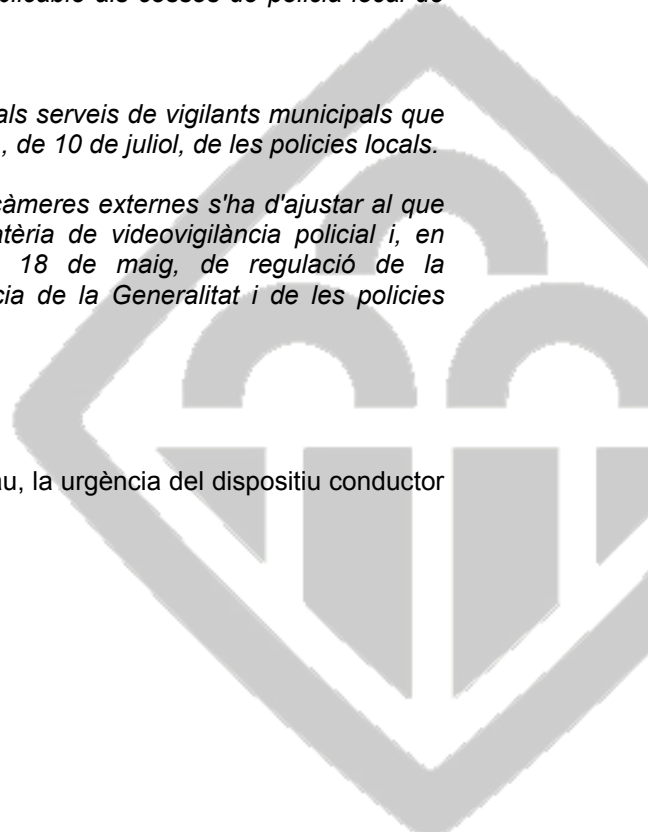 aplicable als cossos de policia local de
als serveis de vigilants municipals que
, de 10 de juliol, de les policies locals.
càmeres externes s'ha d'ajustar al que
atèria de videovigilància policial i, en
18 de maig, de regulació de la
cia de la Generalitat i de les policies
au, la urgència del dispositiu conductor